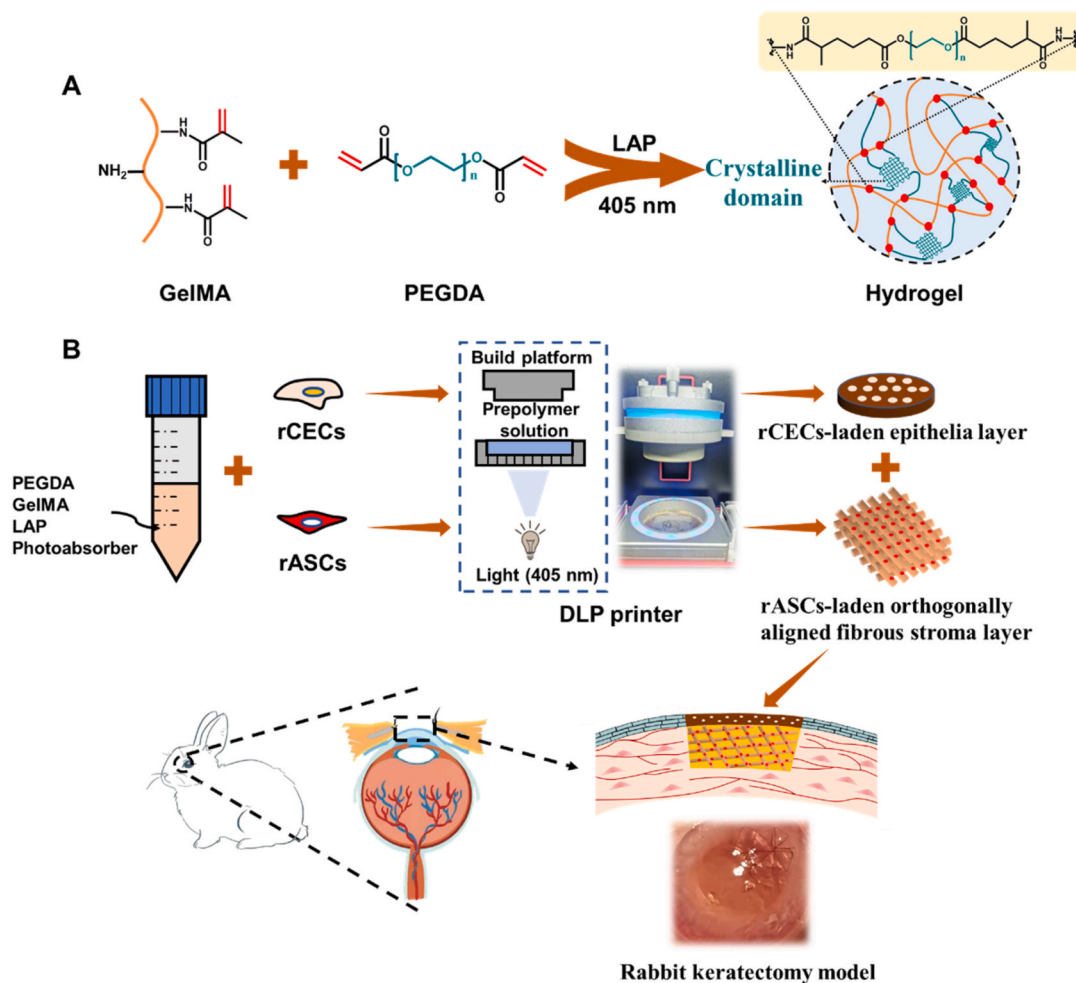 A
H
N
O
NH2
H
N
O
GelMA
O
O
O
n
O
PEGDA
LAP
405 nm
Crystalline
domain
O
N
H
O
O
O
n
O
O
O
H
N
Hydrogel
B
PEGDA
GelMA
LAP
Photoabsorber
rCECs
rASCs
Build platform
Prepolymer
solution
Light (405 nm)
DLP printer
rCECs-laden epithelia layer
rASCs-laden orthogonally
aligned fibrous stroma layer
Rabbit keratectomy model